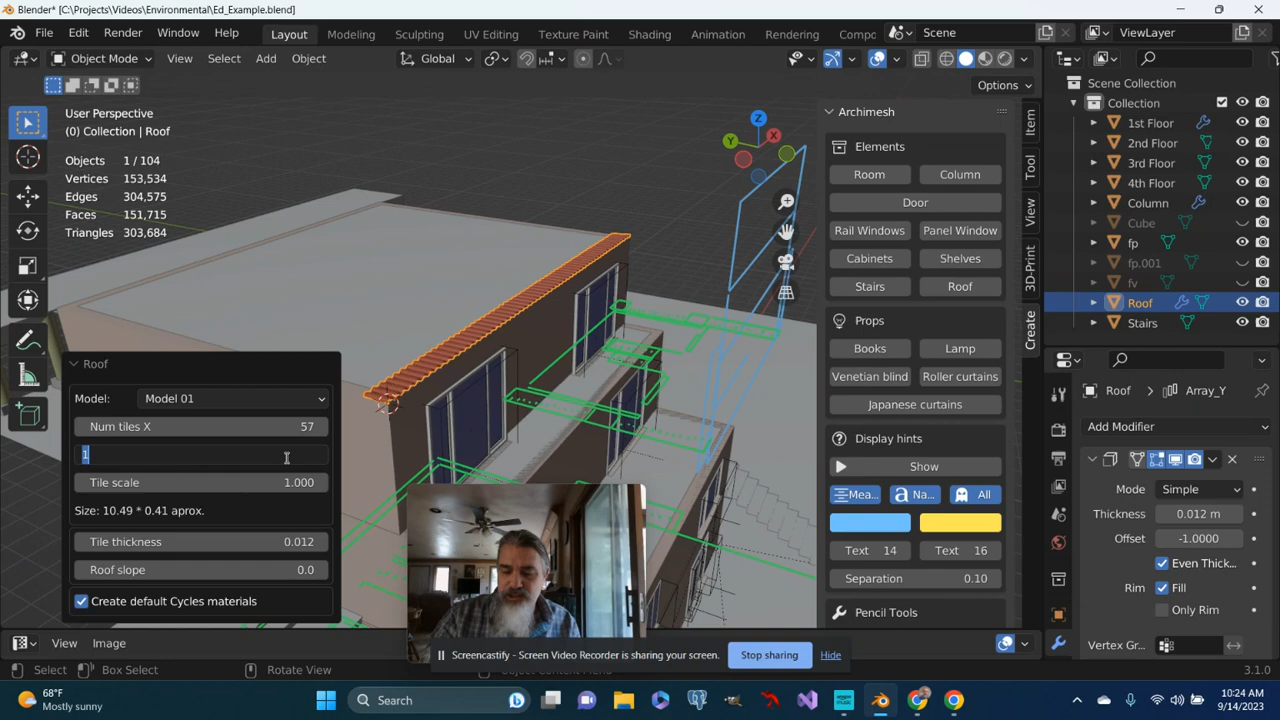 Blender* [C:\Projects\Videos\Environmental\Ed_Example.blend]
File Edit Render Window Help Layout Modeling Sculpting UV Editing Texture Paint Shading Animation Rendering Compo Scene ViewLayer
Object Mode View Select Add Object Global
Options
User Perspective
(0) Collection | Roof
Objects 1 / 104
Vertices 153,534
Edges 304,575
Faces 151,715
Triangles 303,684
Z
Y
X
Roof
Model: Model 01
Num tiles X 57
1
Tile scale 1.000
Size: 10.49 * 0.41 aprox.
Tile thickness 0.012
Roof slope 0.0
Create default Cycles materials
Archimesh
Elements
Room Column
Door
Rail Windows Panel Window
Cabinets Shelves
Stairs Roof
Props
Books Lamp
Venetian blind Roller curtains
Japanese curtains
Display hints
Show
Mea... Na... All
Text 14 Text 16
Separation 0.10
Pencil Tools
Item
Tool
View
3D-Print
Create
Scene Collection
Collection
1st Floor
2nd Floor
3rd Floor
4th Floor
Column
Cube
fp
fp.001
fv
Roof
Stairs
Roof Array_Y
Add Modifier
Mode Simple
Thickness 0.012 m
Offset -1.0000
Even Thick...
Rim Fill
Only Rim
Vertex Gr...
View Image
Screencastify - Screen Video Recorder is sharing your screen. Stop sharing Hide
Select Box Select Rotate View Object Context Menu 3.1.0
68°F
Mostly sunny
Search
10:24 AM
9/14/2023